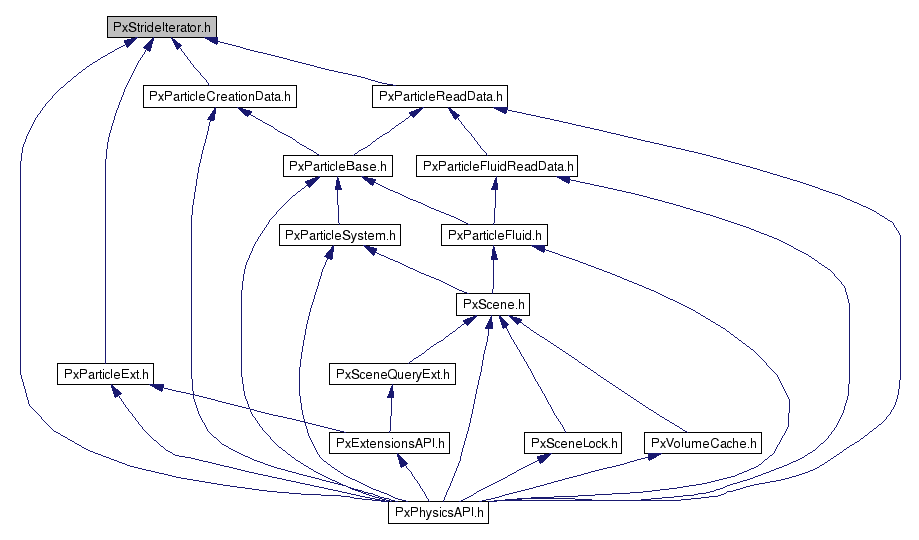 PxStrideIterator.h
PxParticleCreationData.h
PxParticleReadData.h
PxParticleBase.h
PxParticleFluidReadData.h
PxParticleSystem.h
PxParticleFluid.h
PxScene.h
PxParticleExt.h
PxSceneQueryExt.h
PxExtensionsAPI.h
PxSceneLock.h
PxVolumeCache.h
PxPhysicsAPI.h